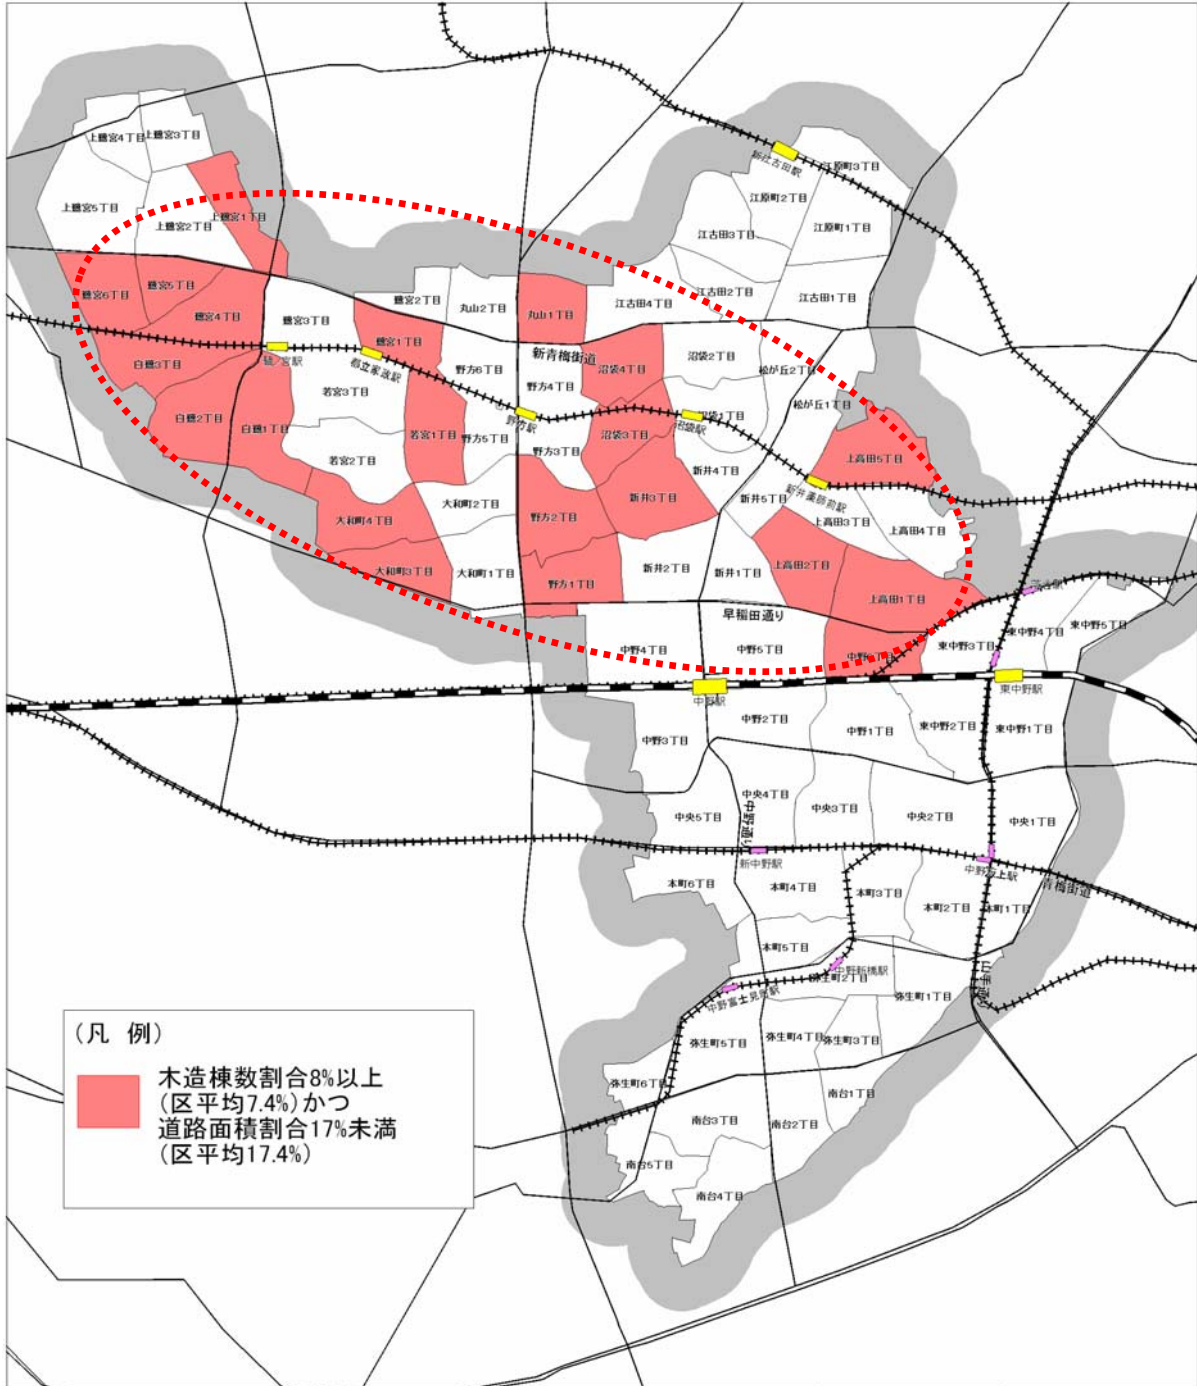 上鷺宮4丁目
上鷺宮3丁目
上鷺宮5丁目
上鷺宮2丁目
上鷺宮1丁目
新江古田駅
江原町3丁目
江原町2丁目
江原町1丁目
江古田3丁目
江古田2丁目
江古田1丁目
江古田4丁目
鷺宮6丁目
鷺宮5丁目
鷺宮4丁目
鷺宮3丁目
鷺宮2丁目
鷺宮1丁目
丸山2丁目
丸山1丁目
新青梅街道
鷺ノ宮駅
都立家政駅
野方6丁目
野方4丁目
沼袋4丁目
沼袋2丁目
松が丘2丁目
松が丘1丁目
白鷺3丁目
白鷺2丁目
白鷺1丁目
若宮3丁目
若宮2丁目
若宮1丁目
野方駅
野方5丁目
野方3丁目
沼袋3丁目
沼袋1丁目
沼袋駅
新井4丁目
新井5丁目
新井薬師前駅
上高田5丁目
上高田3丁目
上高田4丁目
大和町4丁目
大和町2丁目
大和町3丁目
大和町1丁目
野方2丁目
野方1丁目
新井3丁目
新井2丁目
新井1丁目
上高田2丁目
上高田1丁目
早稲田通り
中野4丁目
中野5丁目
中野6丁目
落合駅
東中野3丁目
東中野4丁目
東中野5丁目
中野駅
東中野駅
中野3丁目
中野2丁目
中野1丁目
東中野2丁目
東中野1丁目
中央5丁目
中央4丁目
中央3丁目
中央2丁目
中央1丁目
中野通り
新中野駅
中野坂上駅
青梅街道
本町6丁目
本町4丁目
本町3丁目
本町2丁目
本町1丁目
本町5丁目
中野新橋駅
中野富士見町駅
山手通り
弥生町2丁目
弥生町1丁目
弥生町5丁目
弥生町4丁目
弥生町3丁目
弥生町6丁目
南台1丁目
南台3丁目
南台2丁目
南台5丁目
南台4丁目
(凡 例)
木造棟数割合8%以上
(区平均7.4%)かつ
道路面積割合17%未満
(区平均17.4%)